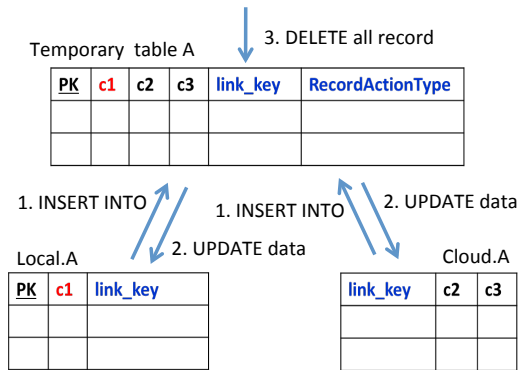 3. DELETE all record
Temporary table A
PK c1 c2 c3 link_key RecordActionType
1. INSERT INTO
1. INSERT INTO
2. UPDATE data
2. UPDATE data
Local.A
Cloud.A
PK c1 link_key
link_key c2 c3